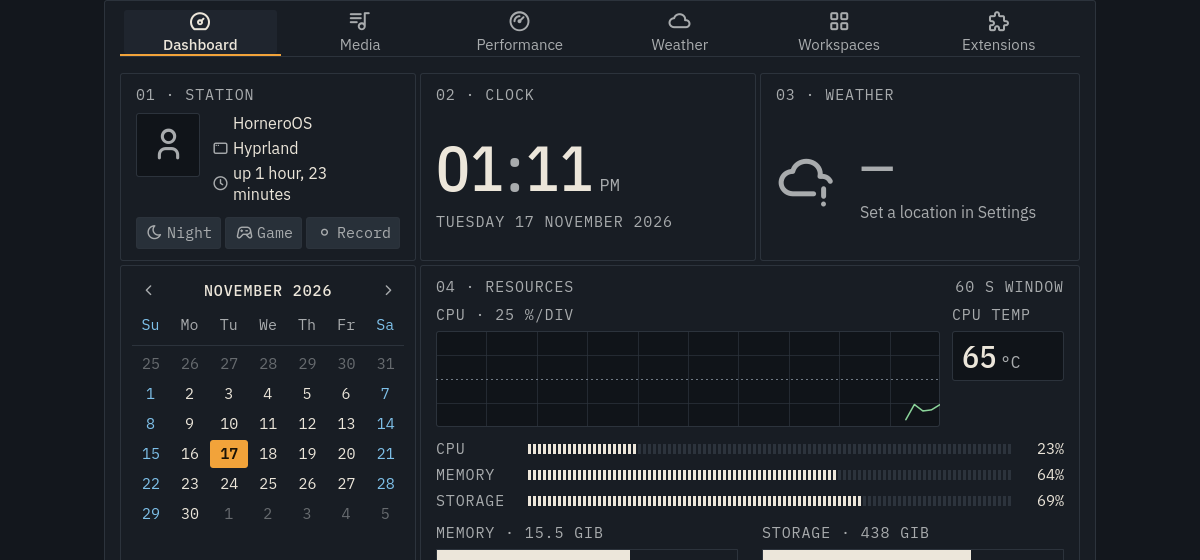 Dashboard Media Performance Weather Workspaces Extensions
01 · STATION
HorneroOS
Hyprland
up 1 hour, 23
minutes
Night Game Record
02 · CLOCK
01:11 PM
TUESDAY 17 NOVEMBER 2026
03 · WEATHER
—
Set a location in Settings
NOVEMBER 2026
Su Mo Tu We Th Fr Sa
25 26 27 28 29 30 31
1 2 3 4 5 6 7
8 9 10 11 12 13 14
15 16 17 18 19 20 21
22 23 24 25 26 27 28
29 30 1 2 3 4 5
04 · RESOURCES 60 S WINDOW
CPU · 25 %/DIV CPU TEMP
65 °C
CPU 23%
MEMORY 64%
STORAGE 69%
MEMORY · 15.5 GIB STORAGE · 438 GIB